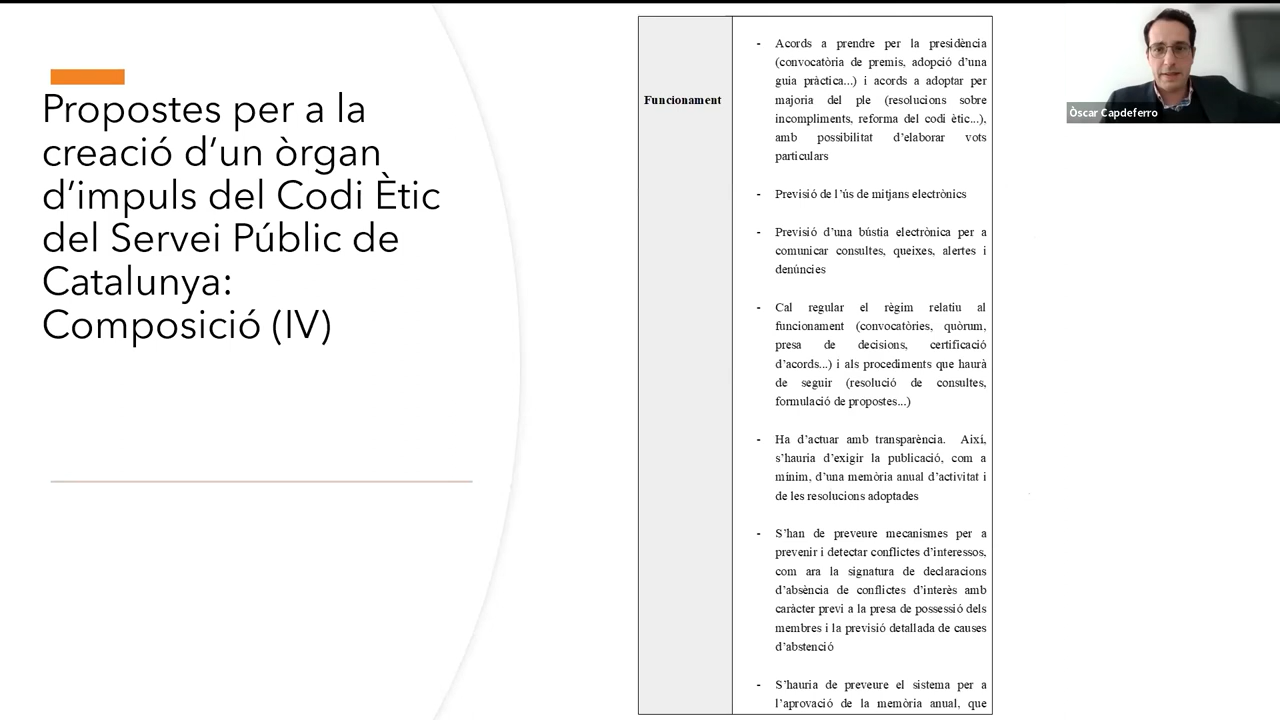 Propostes per a la
creació d’un òrgan
d’impuls del Codi Ètic
del Servei Públic de
Catalunya:
Composició (IV)
Funcionament
- Acords a prendre per la presidència
(convocatòria de premis, adopció d’una
guia pràctica...) i acords a adoptar per
majoria del ple (resolucions sobre
incompliments, reforma del codi ètic...),
amb possibilitat d’elaborar vots
particulars
- Previsió de l’ús de mitjans electrònics
- Previsió d’una bústia electrònica per a
comunicar consultes, queixes, alertes i
denúncies
- Cal regular el règim relatiu al
funcionament (convocatòries, quòrum,
presa de decisions, certificació
d’acords...) i als procediments que haurà
de seguir (resolució de consultes,
formulació de propostes...)
- Ha d’actuar amb transparència. Així,
s’hauria d’exigir la publicació, com a
mínim, d’una memòria anual d’activitat i
de les resolucions adoptades
- S’han de preveure mecanismes per a
prevenir i detectar conflictes d’interessos,
com ara la signatura de declaracions
d’absència de conflictes d’interès amb
caràcter previ a la presa de possessió dels
membres i la previsió detallada de causes
d’abstenció
- S’hauria de preveure el sistema per a
l’aprovació de la memòria anual, que
Òscar Capdeferro